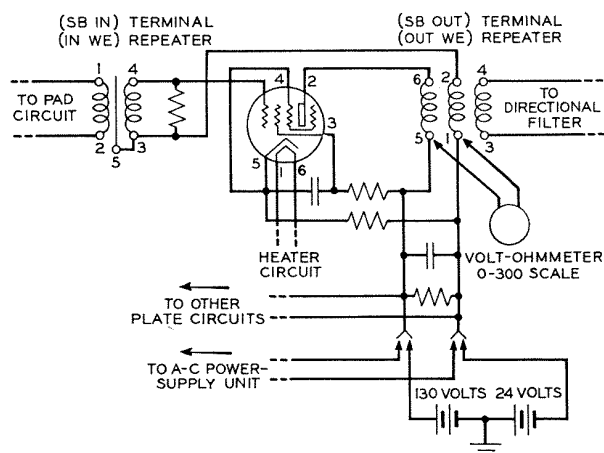 (SB IN) TERMINAL
(IN WE) REPEATER
(SB OUT) TERMINAL
(OUT WE) REPEATER
1
4
4
2
6
2
4
TO PAD
CIRCUIT
3
TO
DIRECTIONAL
FILTER
2
3
5
5
1
6
5
1
3
HEATER
CIRCUIT
VOLT-OHMMETER
0-300 SCALE
TO OTHER
PLATE CIRCUITS
TO A-C POWER-
SUPPLY UNIT
130 VOLTS
24 VOLTS